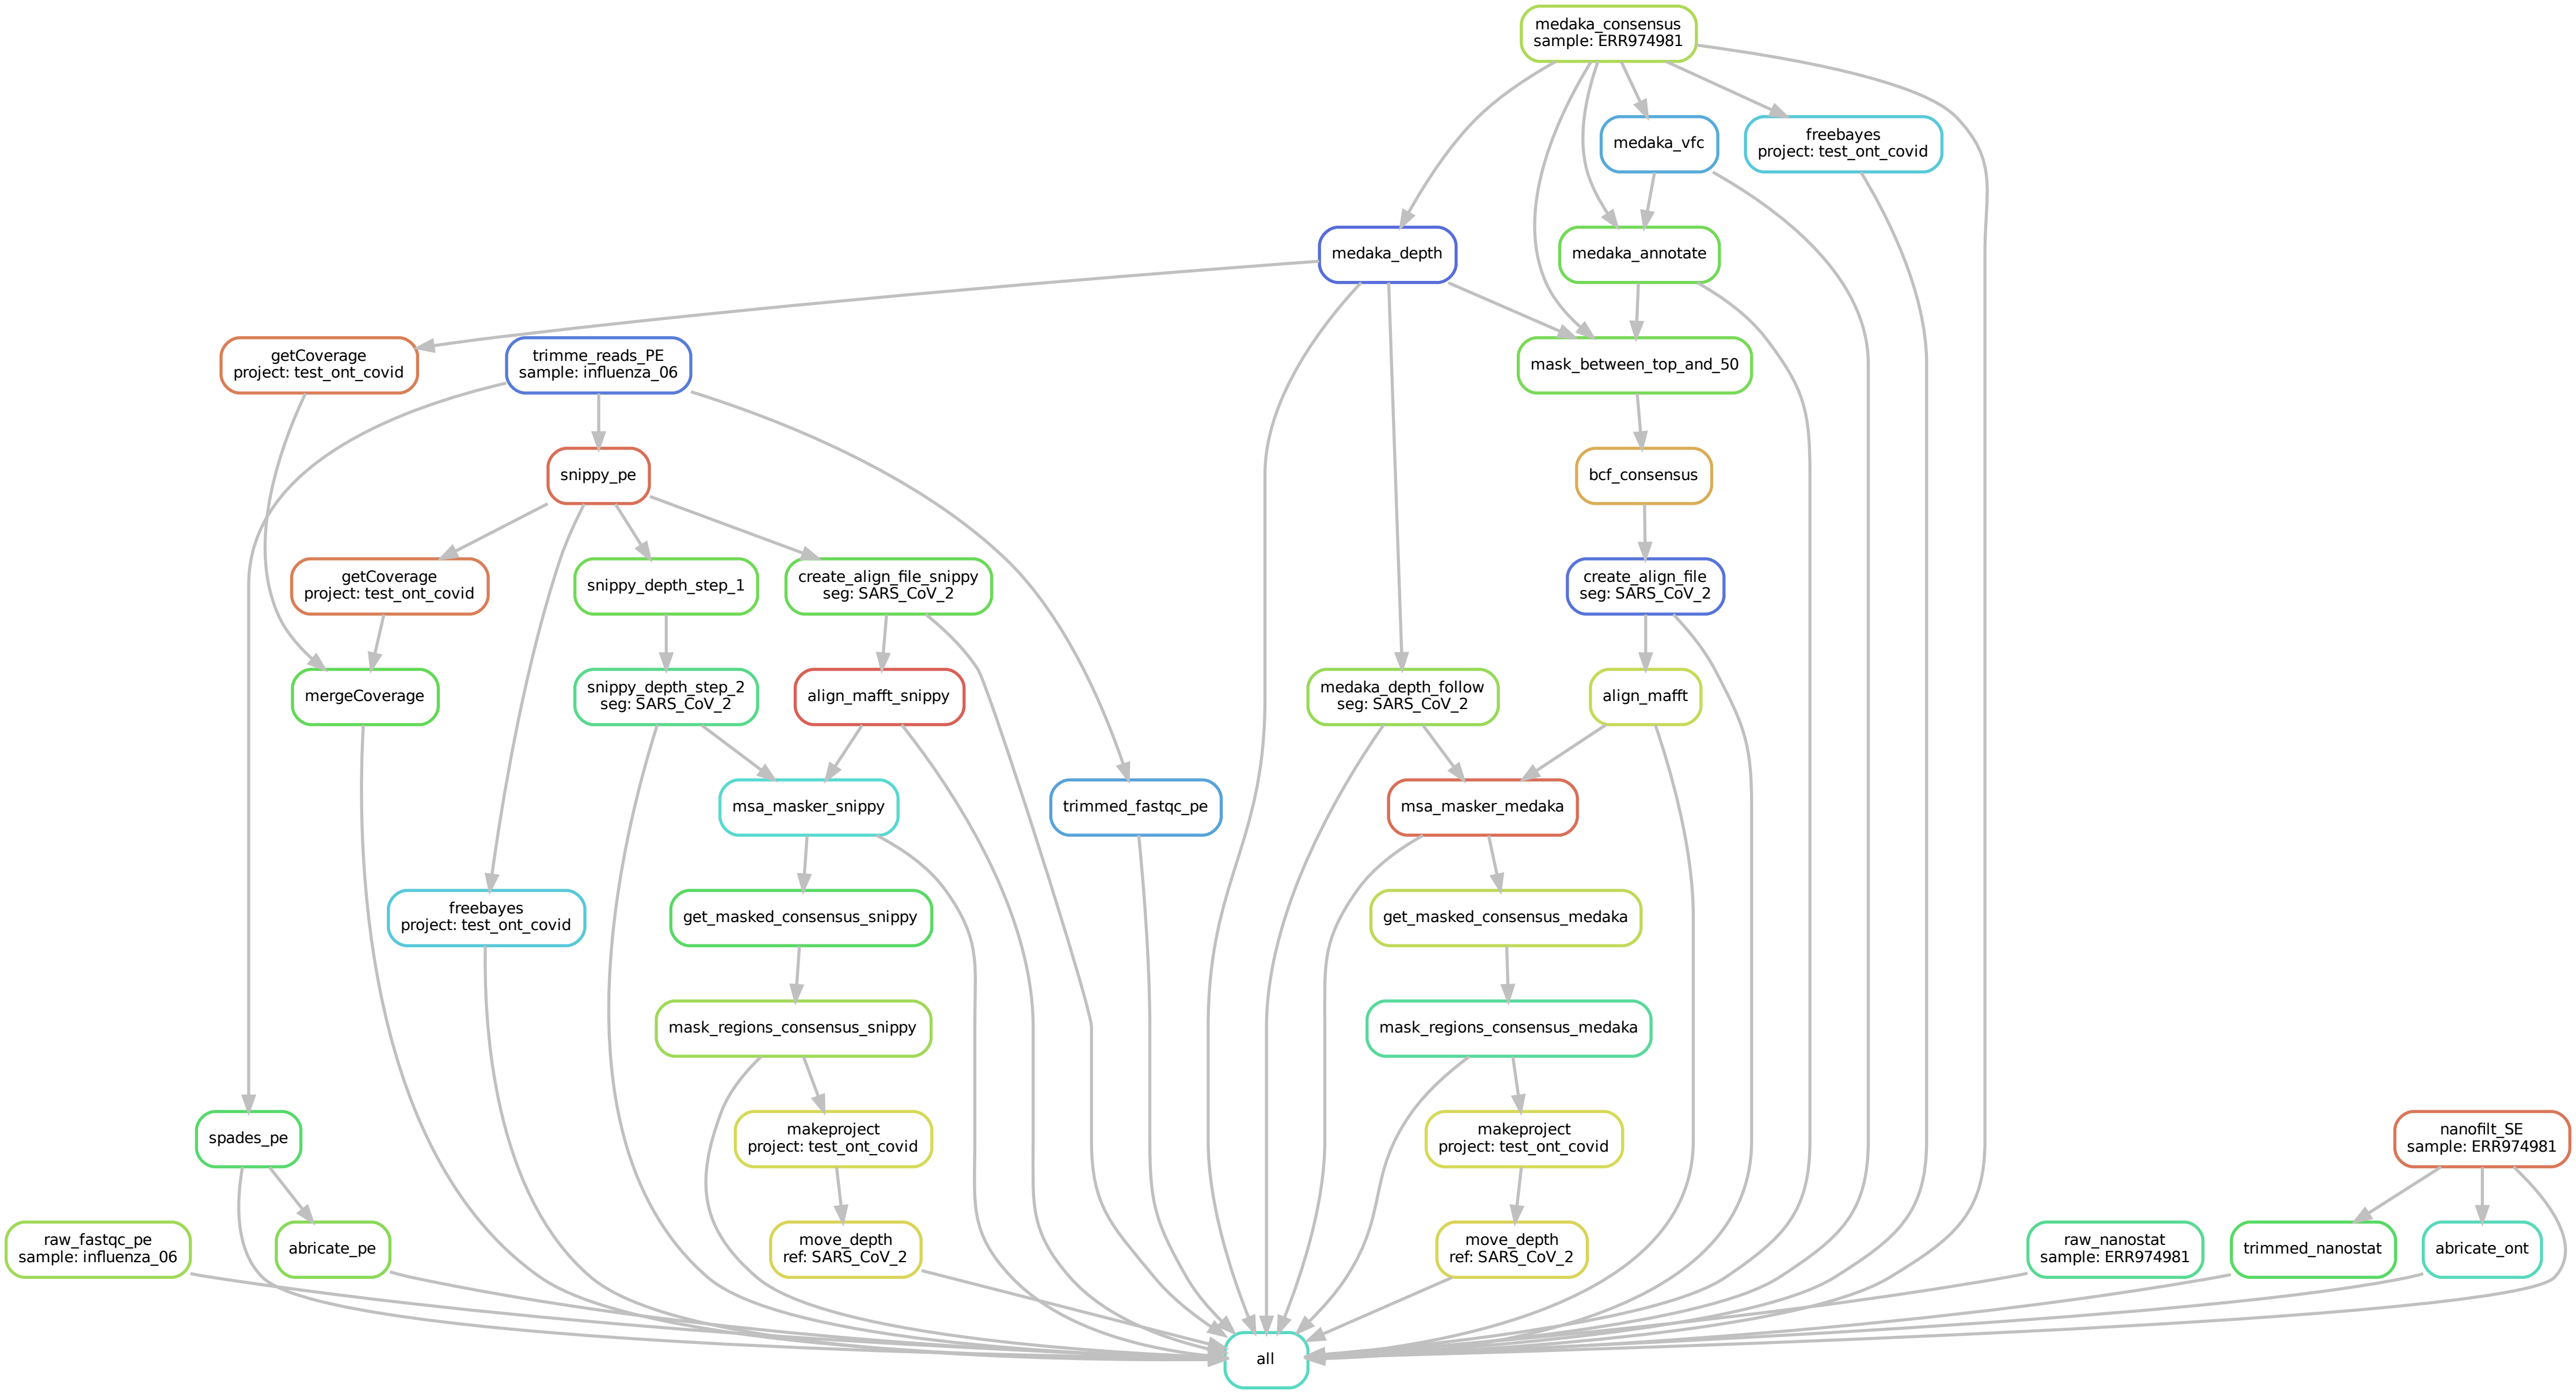 medaka_consensus
sample: ERR974981
medaka_vfc
freebayes
project: test_ont_covid
medaka_depth
medaka_annotate
getCoverage
project: test_ont_covid
trimme_reads_PE
sample: influenza_06
mask_between_top_and_50
snippy_pe
bcf_consensus
getCoverage
project: test_ont_covid
snippy_depth_step_1
create_align_file_snippy
seg: SARS_CoV_2
create_align_file
seg: SARS_CoV_2
mergeCoverage
snippy_depth_step_2
seg: SARS_CoV_2
align_mafft_snippy
medaka_depth_follow
seg: SARS_CoV_2
align_mafft
msa_masker_snippy
trimmed_fastqc_pe
msa_masker_medaka
freebayes
project: test_ont_covid
get_masked_consensus_snippy
get_masked_consensus_medaka
mask_regions_consensus_snippy
mask_regions_consensus_medaka
spades_pe
makeproject
project: test_ont_covid
makeproject
project: test_ont_covid
nanofilt_SE
sample: ERR974981
raw_fastqc_pe
sample: influenza_06
abricate_pe
move_depth
ref: SARS_CoV_2
move_depth
ref: SARS_CoV_2
raw_nanostat
sample: ERR974981
trimmed_nanostat
abricate_ont
all